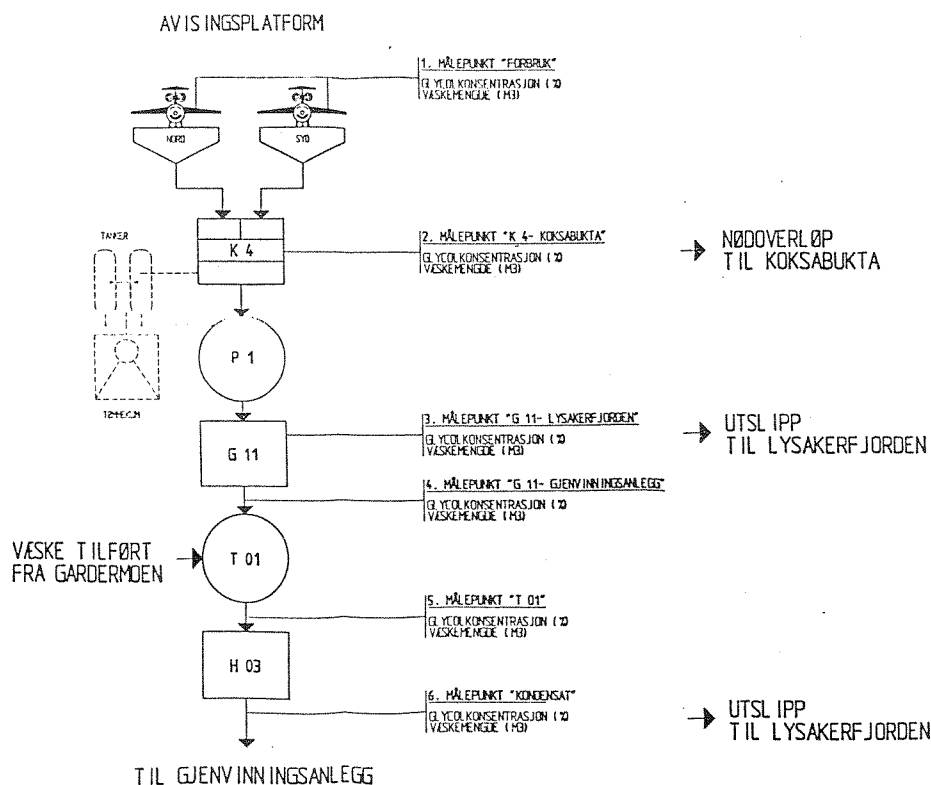 AVISINGSPLATFORM
1. MÅLEPUNKT "FORBRUK"
GLYCOLKONSENTRASJON (%)
VÆSKEMENGDE (M3)
NORD
SYD
TANKER
K 4
2. MÅLEPUNKT "K 4- KOKSABUKTA"
GLYCOLKONSENTRASJON (%)
VÆSKEMENGDE (M3)
NØDOVERLØP
TIL KOKSABUKTA
P 1
3. MÅLEPUNKT "G 11- LYSAKERFJORDEN"
GLYCOLKONSENTRASJON (%)
VÆSKEMENGDE (M3)
UTSLIPP
TIL LYSAKERFJORDEN
G 11
4. MÅLEPUNKT "G 11- GJENVINNINGSANLEGG"
GLYCOLKONSENTRASJON (%)
VÆSKEMENGDE (M3)
VÆSKE TILFØRT
FRA GARDERMOEN
T 01
5. MÅLEPUNKT "T 01"
GLYCOLKONSENTRASJON (%)
VÆSKEMENGDE (M3)
H 03
6. MÅLEPUNKT "KONDENSAT"
GLYCOLKONSENTRASJON (%)
VÆSKEMENGDE (M3)
UTSLIPP
TIL LYSAKERFJORDEN
TIL GJENVINNINGSANLEGG